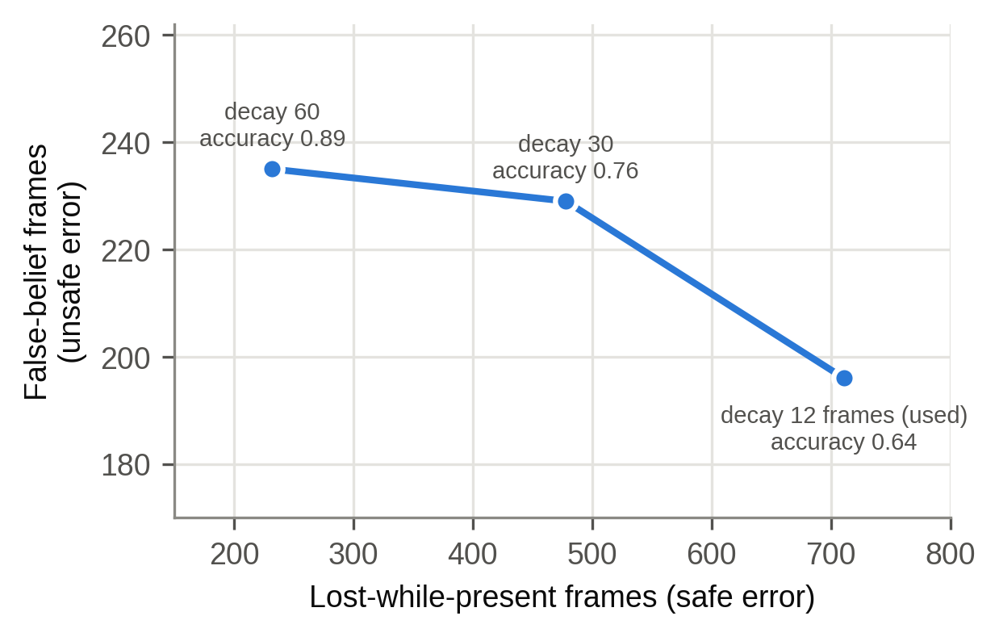 260
240
220
200
180
False-belief frames
(unsafe error)
decay 60
accuracy 0.89
decay 30
accuracy 0.76
decay 12 frames (used)
accuracy 0.64
200 300 400 500 600 700 800
Lost-while-present frames (safe error)